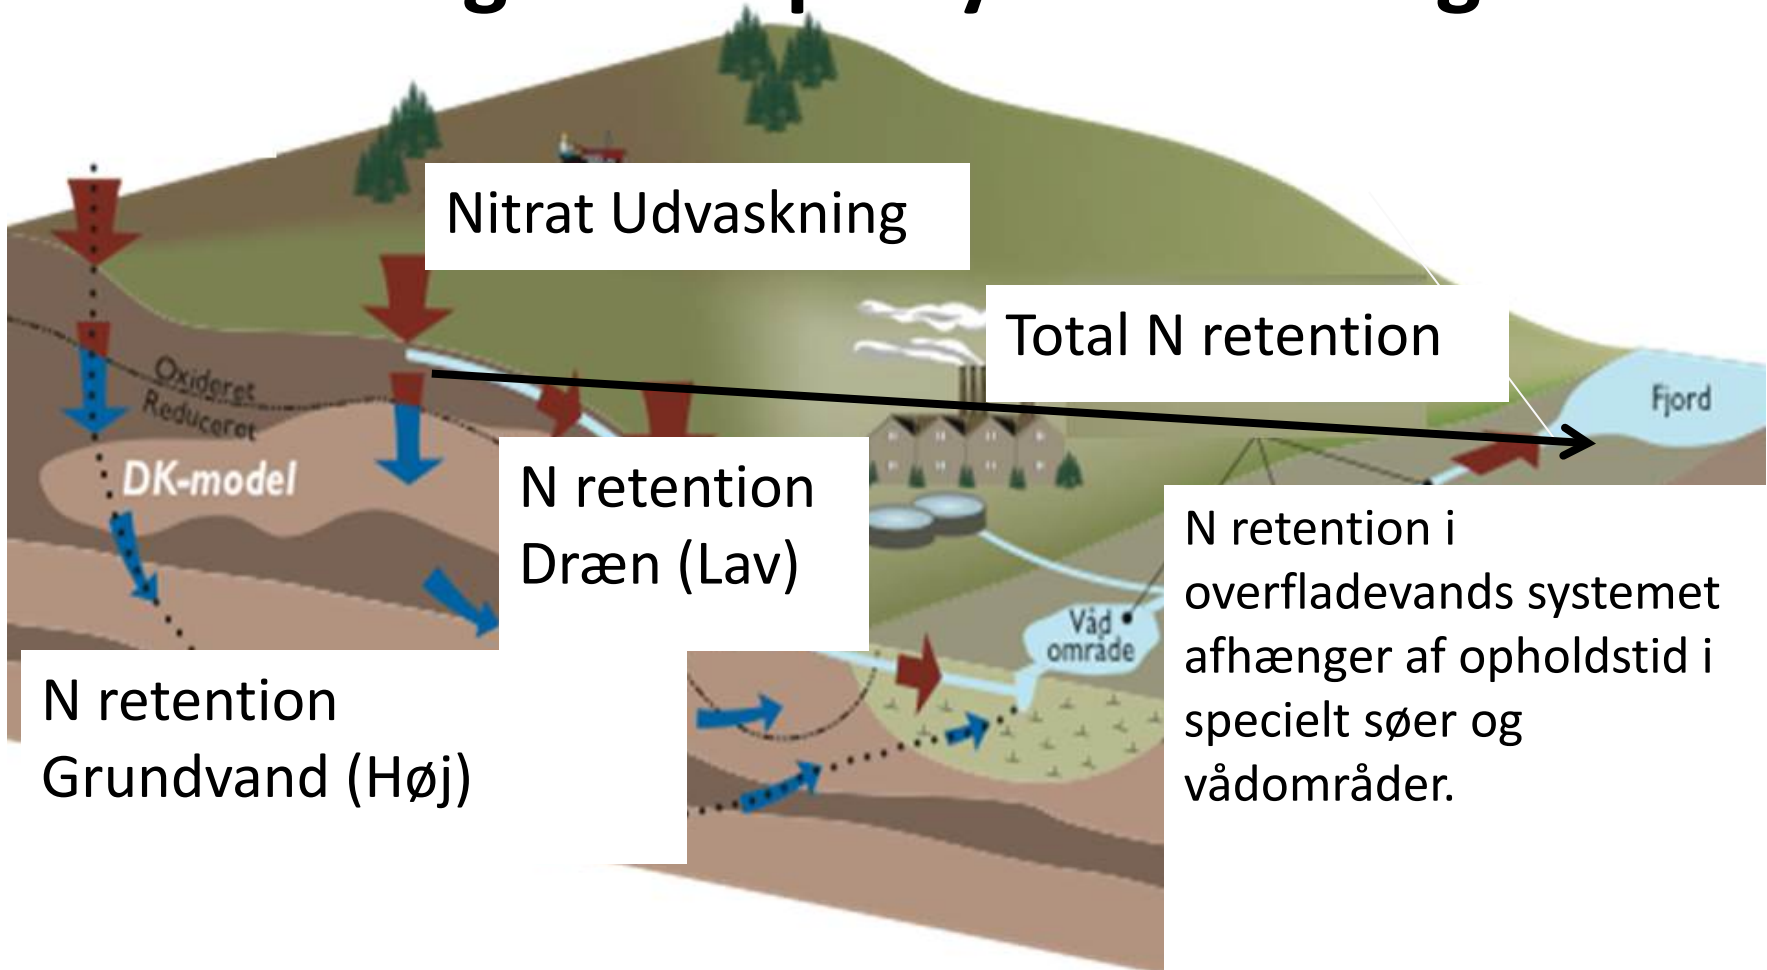 Nitrat Udvaskning
Total N retention
Oxideret
Reduceret
Fjord
DK-model
N retention
Dræn (Lav)
N retention i
overfladevands systemet
afhænger af opholdstid i
specielt søer og
vådområder.
Våd
område
N retention
Grundvand (Høj)